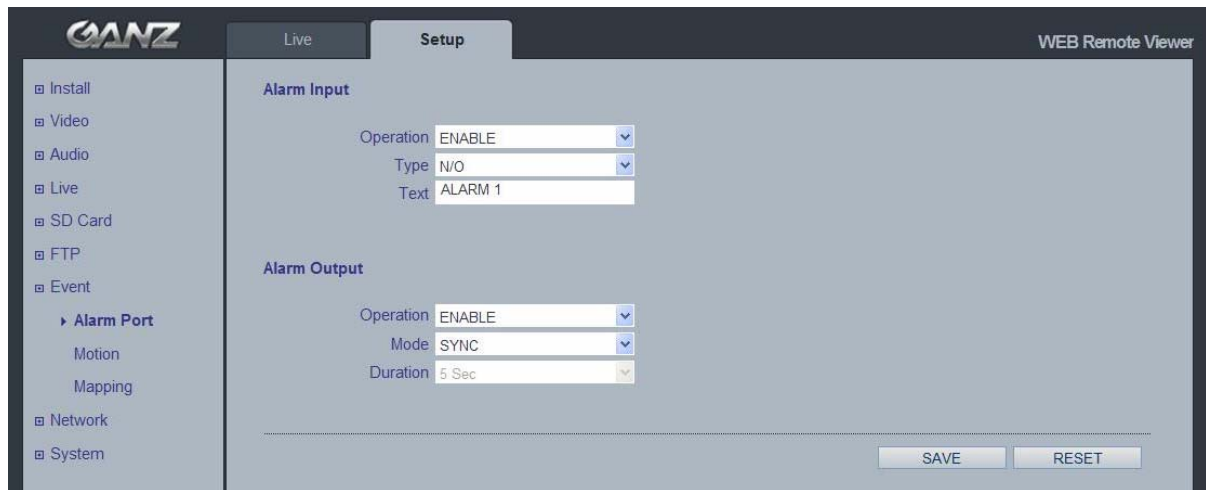 GANZ
Live
Setup
WEB Remote Viewer
Install
Video
Audio
Live
SD Card
FTP
Event
Alarm Port
Motion
Mapping
Network
System
Alarm Input
Operation ENABLE
Type N/O
Text ALARM 1
Alarm Output
Operation ENABLE
Mode SYNC
Duration 5 Sec
SAVE
RESET